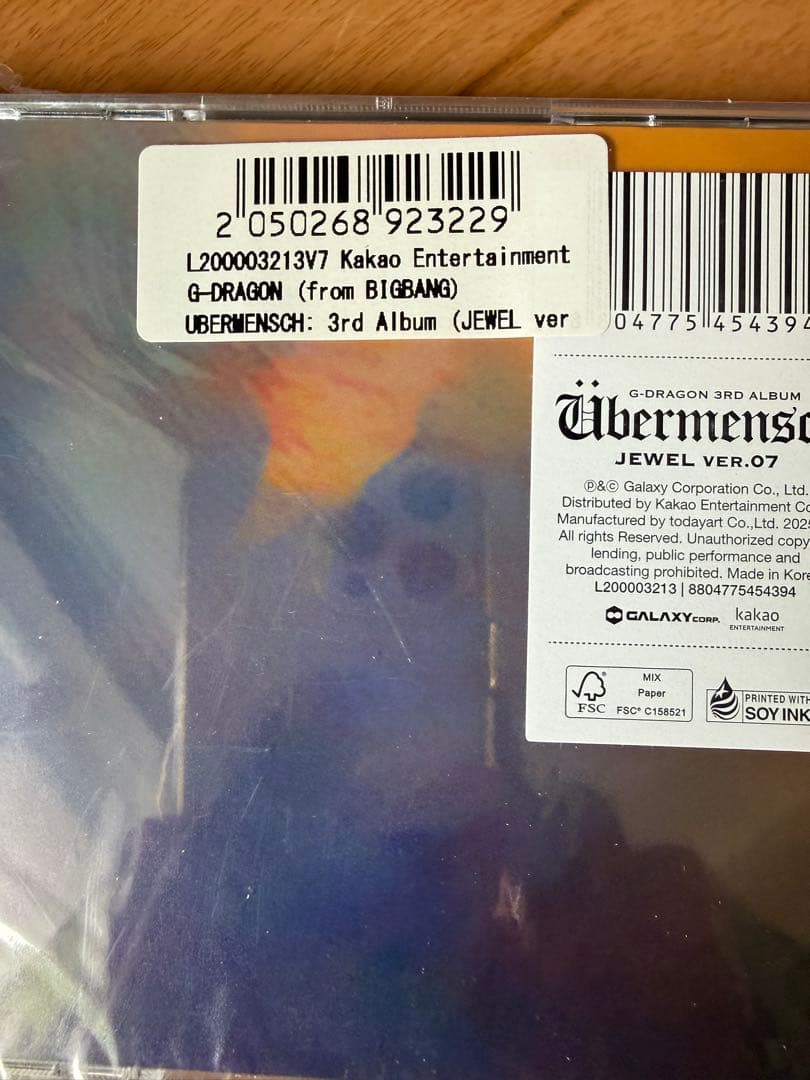 2 050268 923229
L200003213V7 Kakao Entertainment
G-DRAGON (from BIGBANG)
UBERMENSCH: 3rd Album (JEWEL ver
04775 454394
G-DRAGON 3RD ALBUM
Übermensc
JEWEL VER.07
℗&© Galaxy Corporation Co., Ltd.
Distributed by Kakao Entertainment Co
Manufactured by todayart Co.,Ltd. 2025
All rights Reserved. Unauthorized copy
lending, public performance and
broadcasting prohibited. Made in Kore
L200003213 | 8804775454394
GALAXY CORP. kakao
ENTERTAINMENT
MIX
Paper
FSC FSC® C158521
PRINTED WITH
SOY INK